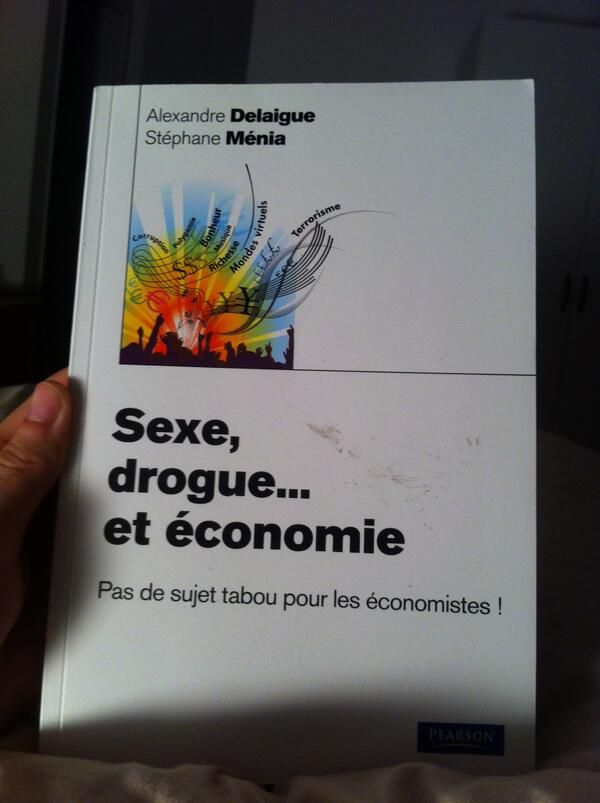 Alexandre Delaigue
Stéphane Ménia
Corruption
Polygamie
Bonheur
Musique
Richesse
Mondes virtuels
Terrorisme
Sexe,
drogue...
et économie
Pas de sujet tabou pour les économistes !
PEARSON